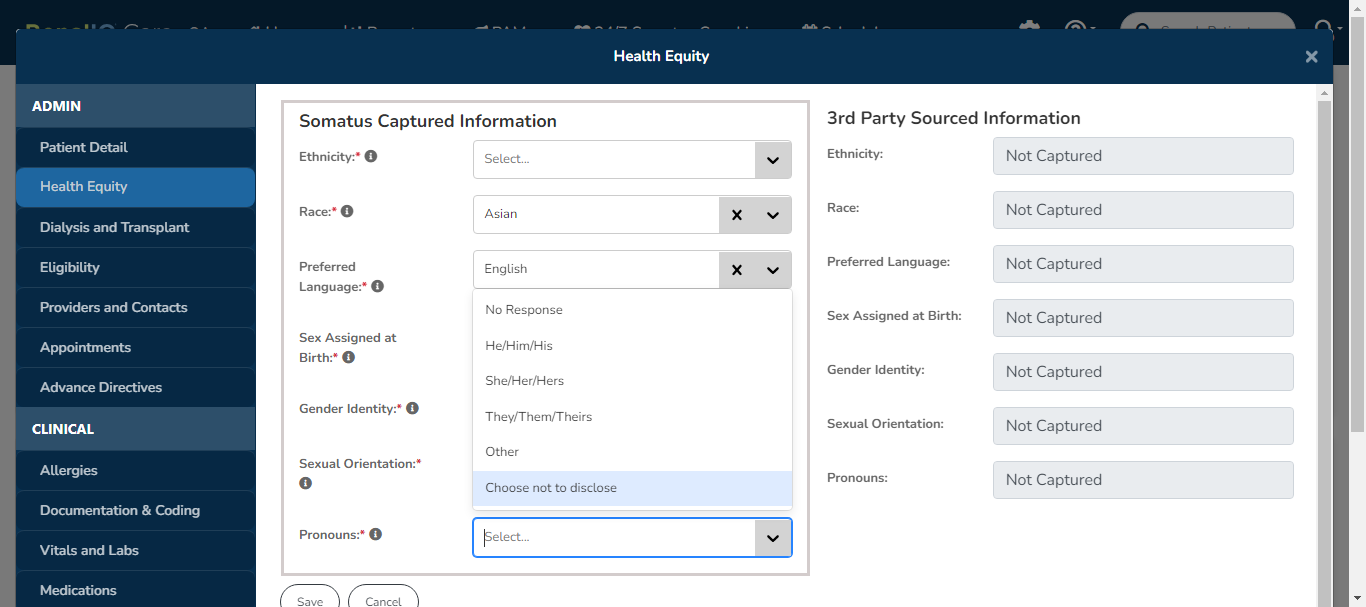 Health Equity
ADMIN
Patient Detail
Health Equity
Dialysis and Transplant
Eligibility
Providers and Contacts
Appointments
Advance Directives
CLINICAL
Allergies
Documentation & Coding
Vitals and Labs
Medications
Somatus Captured Information
Ethnicity:*
Select...
Race:*
Asian
Preferred
Language:*
English
Sex Assigned at
Birth:*
Gender Identity:*
Sexual Orientation:*
No Response
He/Him/His
She/Her/Hers
They/Them/Theirs
Other
Choose not to disclose
Pronouns:*
Select...
Save
Cancel
3rd Party Sourced Information
Ethnicity:
Not Captured
Race:
Not Captured
Preferred Language:
Not Captured
Sex Assigned at Birth:
Not Captured
Gender Identity:
Not Captured
Sexual Orientation:
Not Captured
Pronouns:
Not Captured